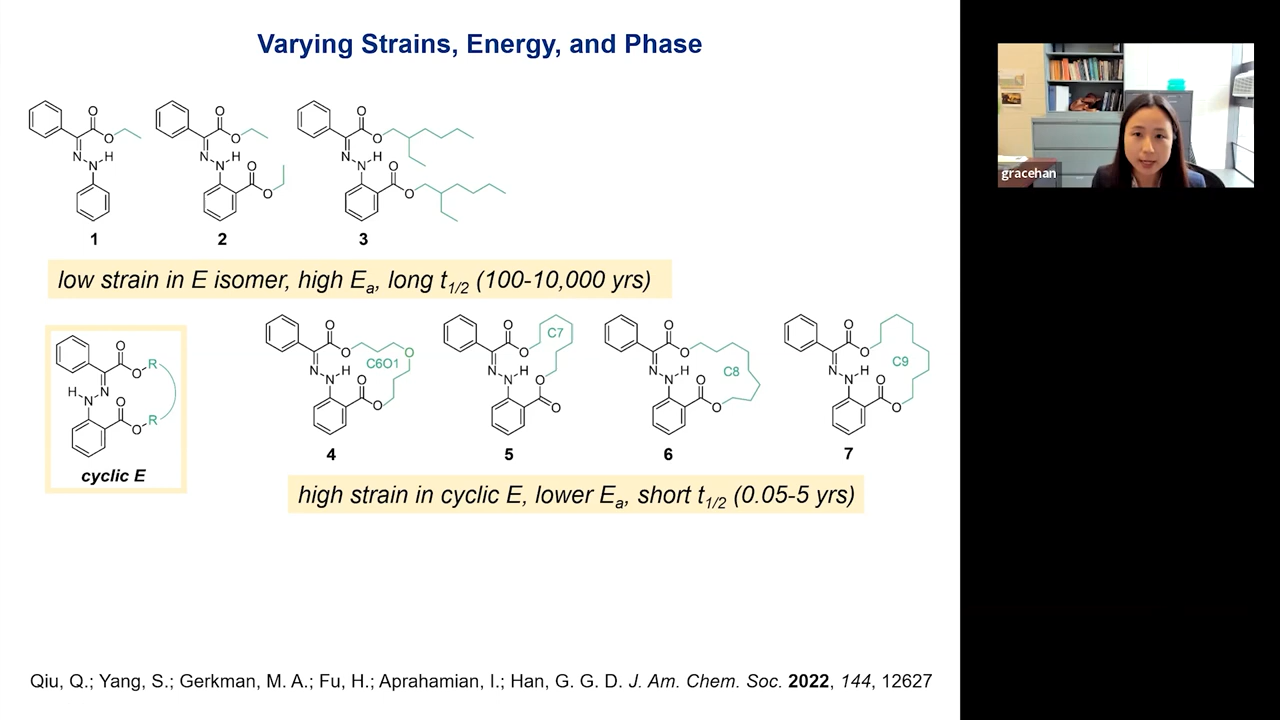 Varying Strains, Energy, and Phase
O
O
N
N
H
1
O
O
N
N
H
O
O
2
O
O
N
N
H
O
O
3
low strain in E isomer, high Ea, long t1/2 (100-10,000 yrs)
O
O
R
H
N
N
O
O
R
cyclic E
O
O
O
C6O1
N
N
H
O
O
4
O
O
C7
N
N
H
O
O
5
O
O
C8
N
N
H
O
O
6
O
O
C9
N
N
H
O
O
7
high strain in cyclic E, lower Ea, short t1/2 (0.05-5 yrs)
Qiu, Q.; Yang, S.; Gerkman, M. A.; Fu, H.; Aprahamian, I.; Han, G. G. D. J. Am. Chem. Soc. 2022, 144, 12627
gracehan